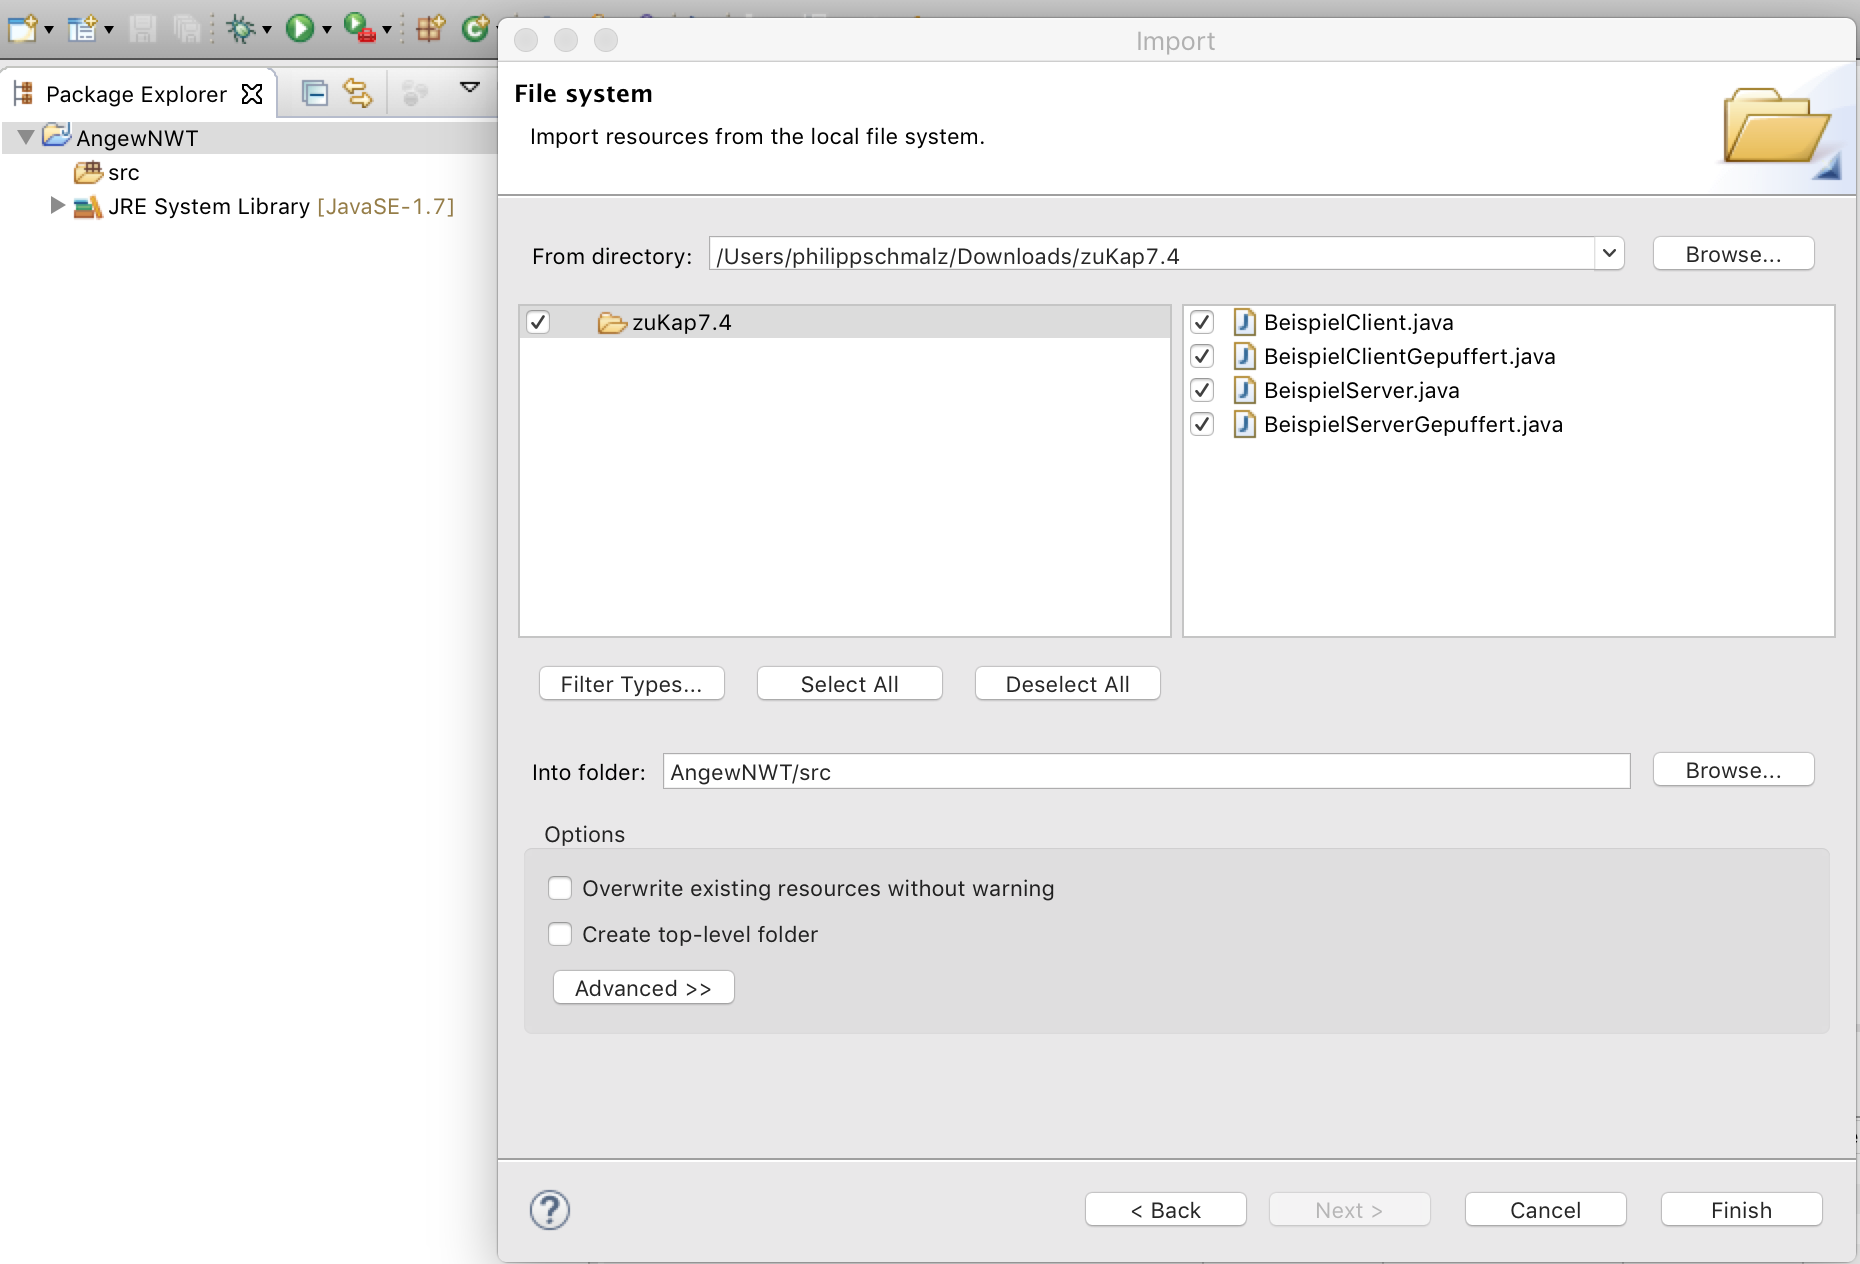 Import
Package Explorer
AngewNWT
src
JRE System Library [JavaSE-1.7]
File system
Import resources from the local file system.
From directory: /Users/philippschmalz/Downloads/zuKap7.4 Browse...
zuKap7.4
BeispielClient.java
BeispielClientGepuffert.java
BeispielServer.java
BeispielServerGepuffert.java
Filter Types... Select All Deselect All
Into folder: AngewNWT/src Browse...
Options
Overwrite existing resources without warning
Create top-level folder
Advanced >>
? < Back Next > Cancel Finish